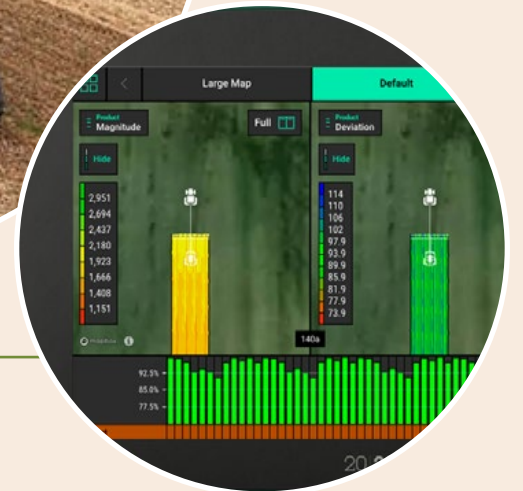 Large Map
Default
Product
Magnitude
Full
Product
Deviation
Hide
Hide
2,951
2,694
2,437
2,180
1,923
1,666
1,408
1,151
114
110
106
102
97.9
93.9
89.9
85.9
81.9
77.9
73.9
mapbox
140a
92.5%
85.0%
77.5%
20